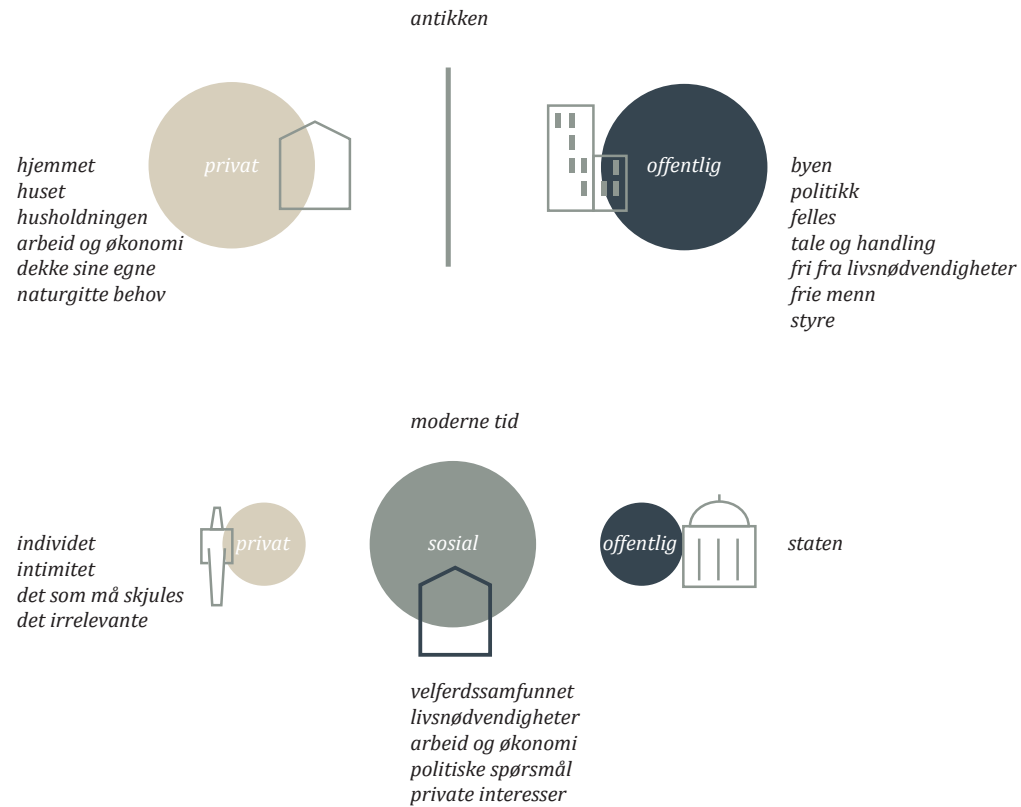 antikken
privat
hjemmet
huset
husholdningen
arbeid og økonomi
dekke sine egne
naturgitte behov
offentlig
byen
politikk
felles
tale og handling
fri fra livsnødvendigheter
frie menn
styre
moderne tid
privat
individet
intimitet
det som må skjules
det irrelevante
sosial
velferdssamfunnet
livsnødvendigheter
arbeid og økonomi
politiske spørsmål
private interesser
offentlig
staten